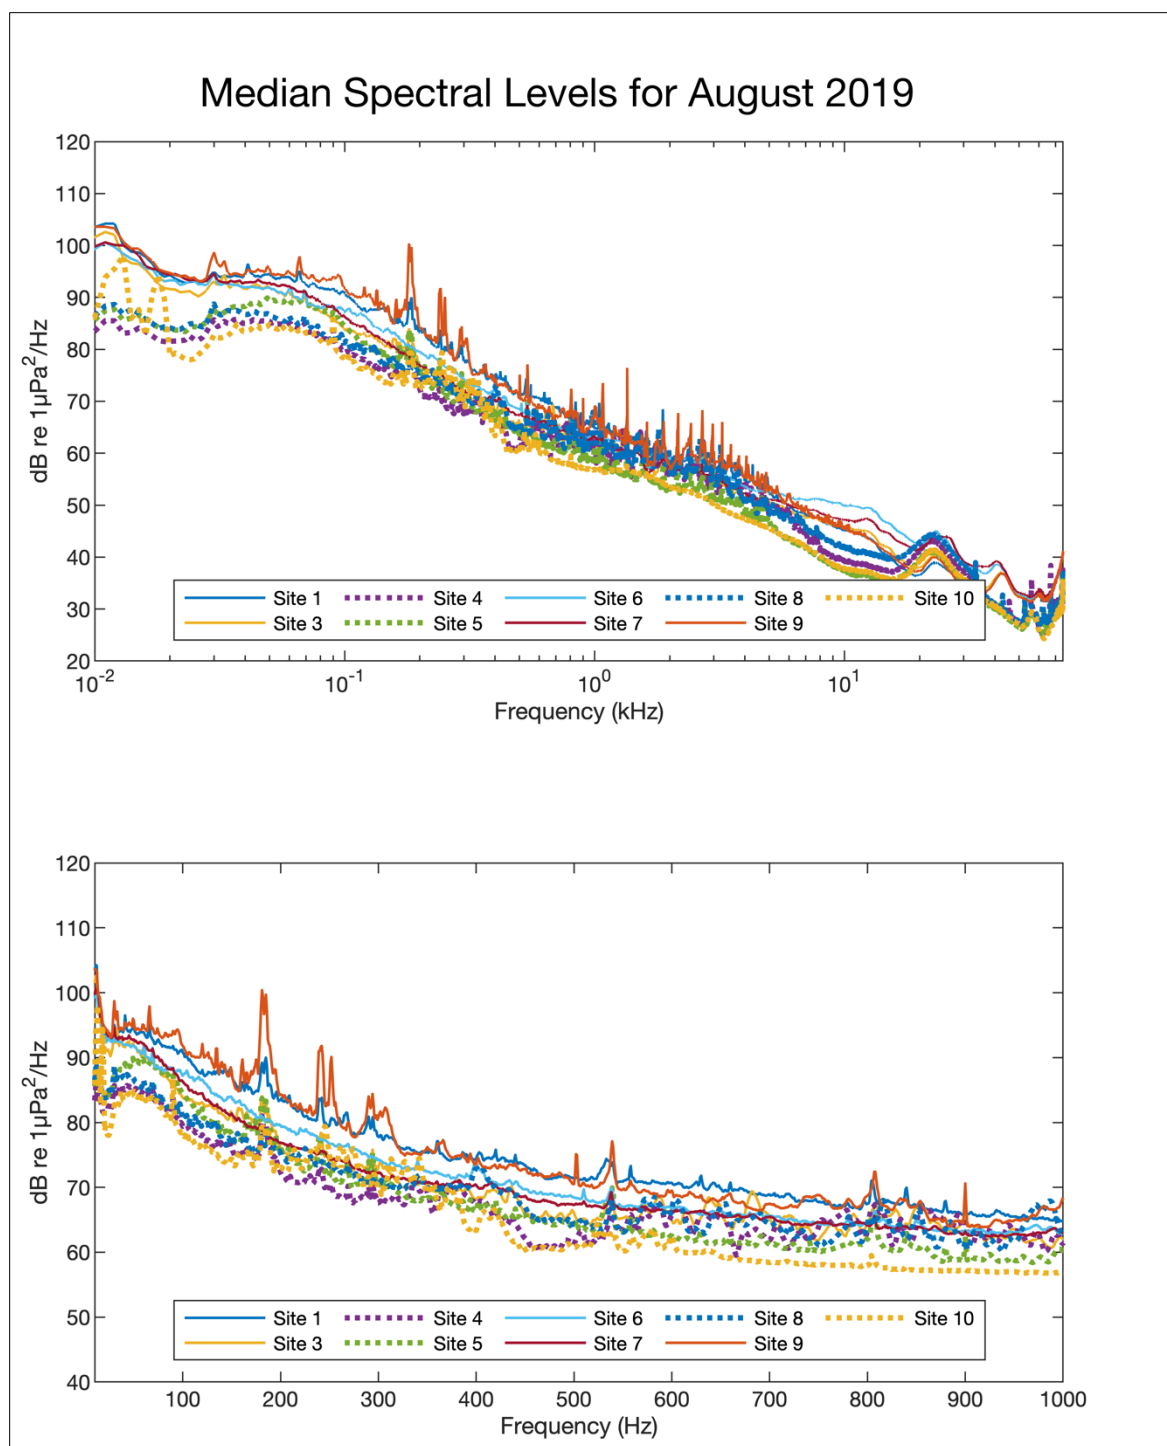 Median Spectral Levels for August 2019
120
110
100
90
80
70
60
50
40
30
20
dB re 1µPa²/Hz
Site 1 Site 4 Site 6 Site 8 Site 10
Site 3 Site 5 Site 7 Site 9
10⁻² 10⁻¹ 10⁰ 10¹
Frequency (kHz)
120
110
100
90
80
70
60
50
40
dB re 1µPa²/Hz
Site 1 Site 4 Site 6 Site 8 Site 10
Site 3 Site 5 Site 7 Site 9
100 200 300 400 500 600 700 800 900 1000
Frequency (Hz)